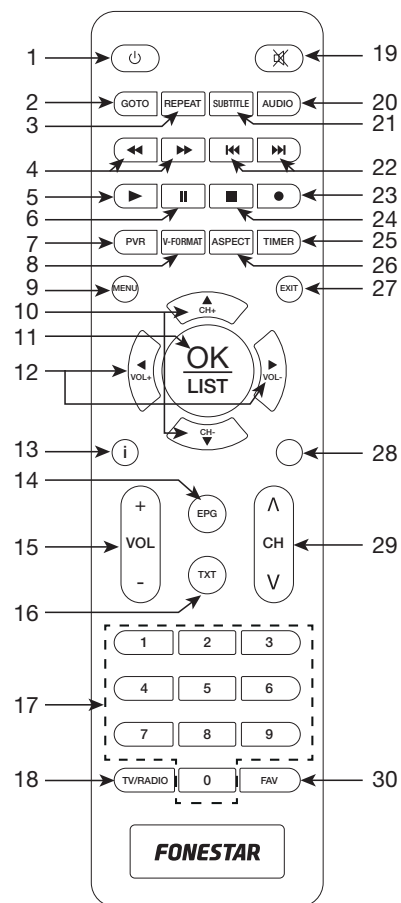 1 19
2 GOTO REPEAT SUBTITLE AUDIO 20
3 21
4 22
5 23
6 24
7 PVR V-FORMAT ASPECT TIMER 25
8 26
9 MENU EXIT 27
10 CH+
11 OK
12 VOL+ LIST VOL-
CH-
13 i 28
14 EPG
+
15 VOL CH 29
-
16 TXT
1 2 3
17 4 5 6
7 8 9
18 TV/RADIO 0 FAV 30
FONESTAR